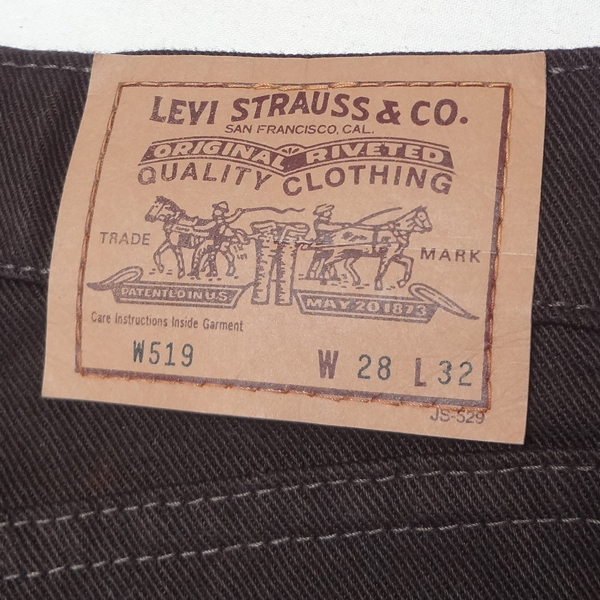 LEVI STRAUSS & CO.
SAN FRANCISCO, CAL.
ORIGINAL RIVETED
QUALITY CLOTHING
TRADE MARK
PATENTED IN U.S. MAY 20 1873
Care Instructions Inside Garment
W519 W 28 L 32
JS-529